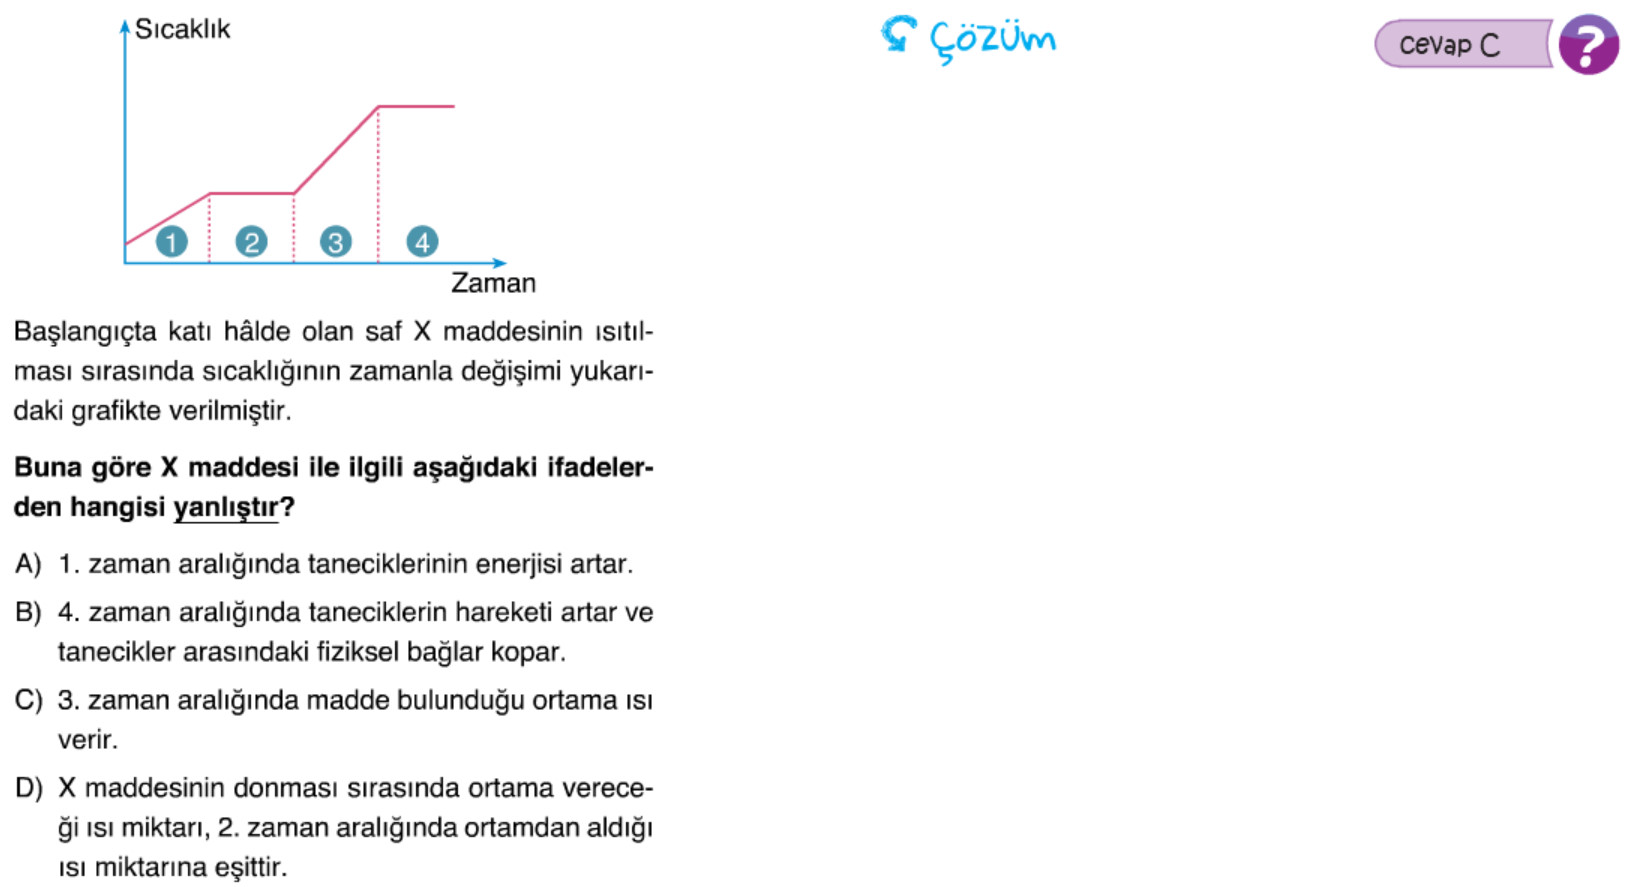 Sıcaklık
1 2 3 4
Zaman
Başlangıçta katı hâlde olan saf X maddesinin ısıtıl-
ması sırasında sıcaklığının zamanla değişimi yukarı-
daki grafikte verilmiştir.
Buna göre X maddesi ile ilgili aşağıdaki ifadeler-
den hangisi yanlıştır?
A) 1. zaman aralığında taneciklerinin enerjisi artar.
B) 4. zaman aralığında taneciklerin hareketi artar ve
tanecikler arasındaki fiziksel bağlar kopar.
C) 3. zaman aralığında madde bulunduğu ortama ısı
verir.
D) X maddesinin donması sırasında ortama verece-
ği ısı miktarı, 2. zaman aralığında ortamdan aldığı
ısı miktarına eşittir.
Çözüm
cevap C
?